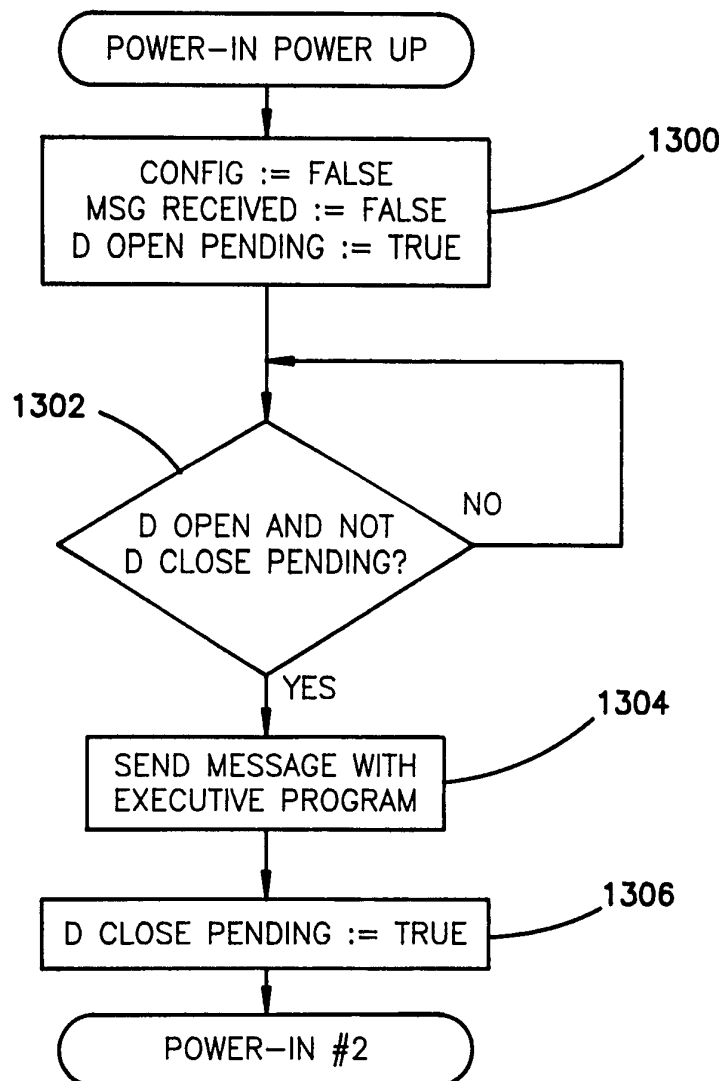 POWER-IN POWER UP
1300
CONFIG := FALSE
MSG RECEIVED := FALSE
D OPEN PENDING := TRUE
1302
D OPEN AND NOT
D CLOSE PENDING?
NO
YES
1304
SEND MESSAGE WITH
EXECUTIVE PROGRAM
1306
D CLOSE PENDING := TRUE
POWER-IN #2